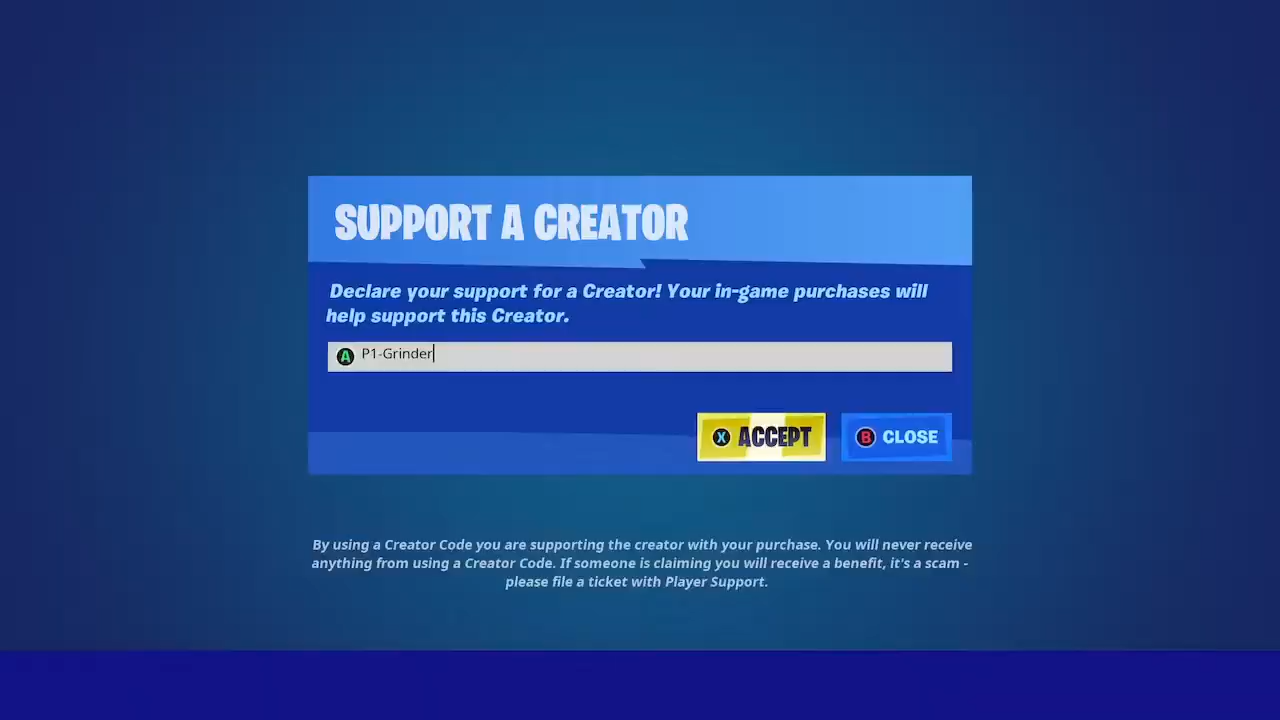 SUPPORT A CREATOR
Declare your support for a Creator! Your in-game purchases will
help support this Creator.
A P1-Grinder
X ACCEPT B CLOSE
By using a Creator Code you are supporting the creator with your purchase. You will never receive
anything from using a Creator Code. If someone is claiming you will receive a benefit, it's a scam -
please file a ticket with Player Support.